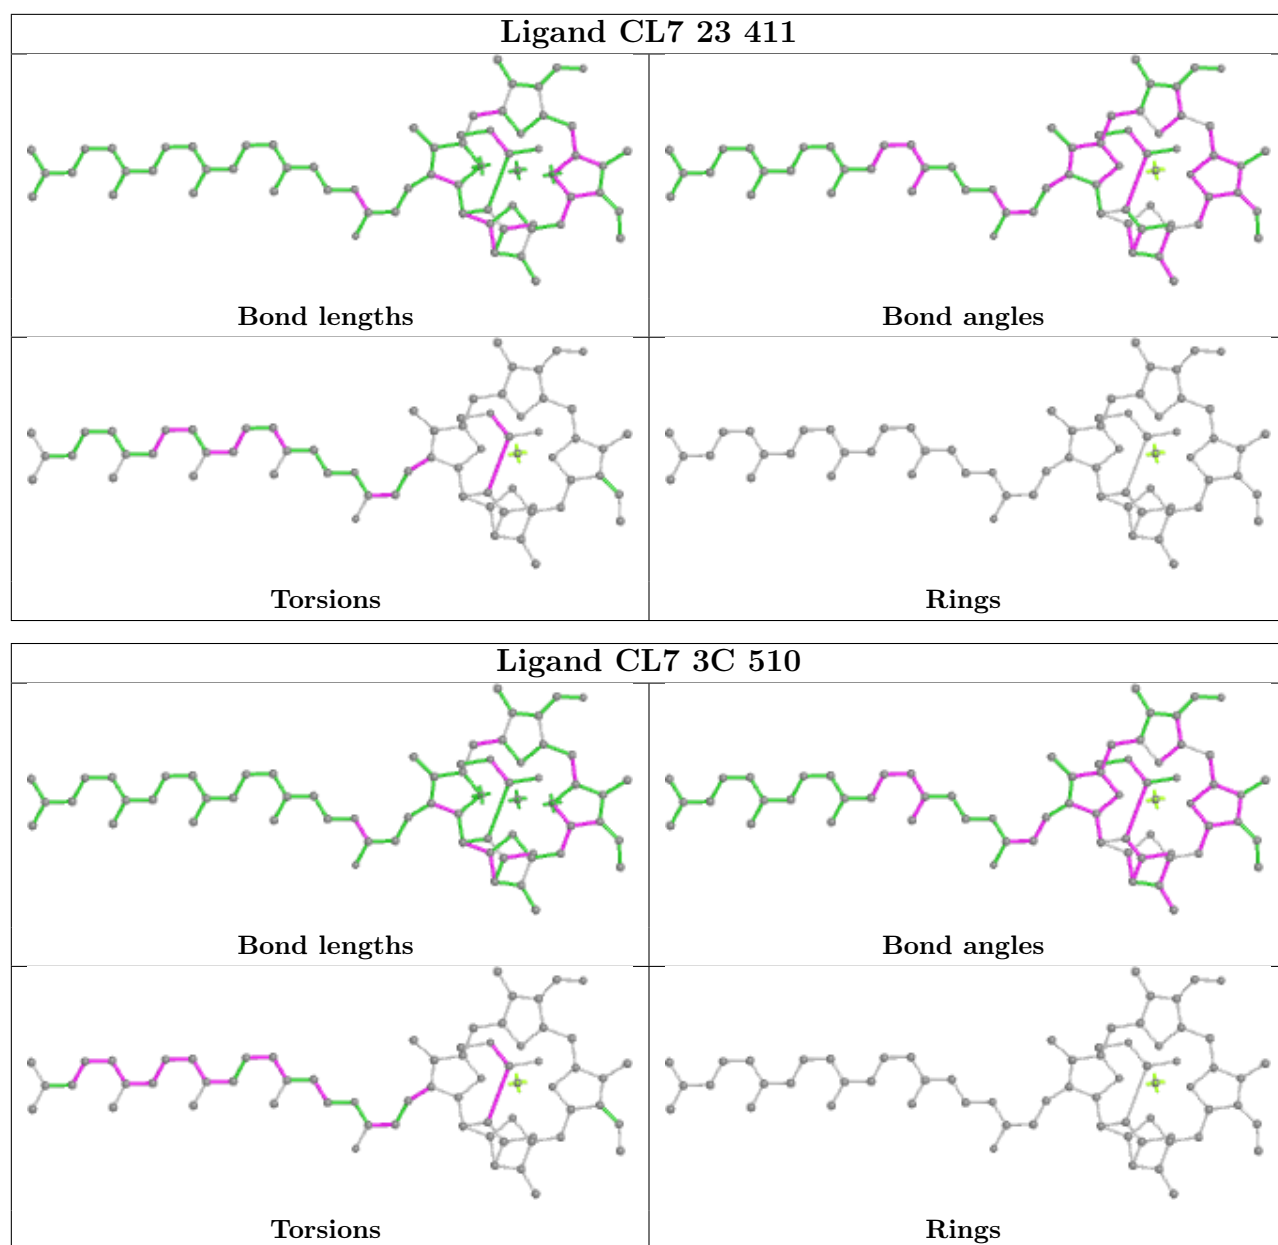 Ligand CL7 23 411
Bond lengths
Bond angles
Torsions
Rings
Ligand CL7 3C 510
Bond lengths
Bond angles
Torsions
Rings